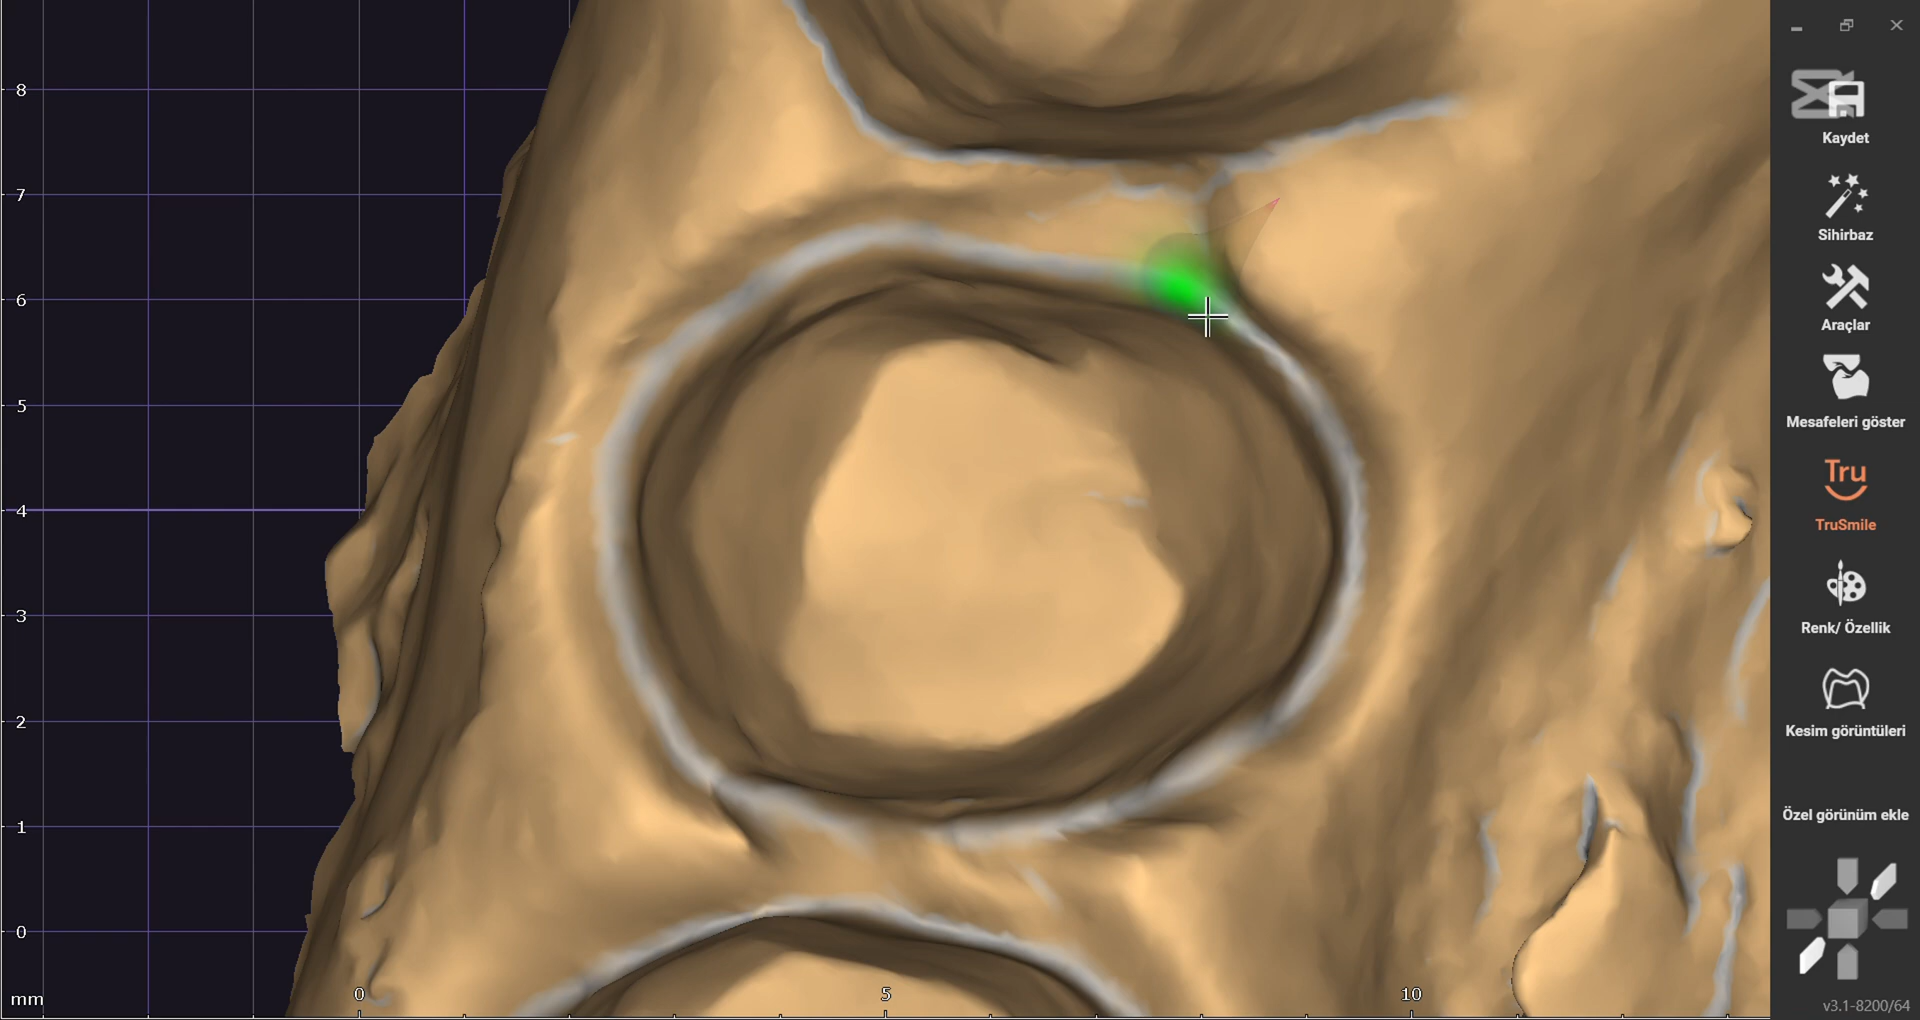 8
7
6
5
4
3
2
1
0
mm
0
5
10
Kaydet
Sihirbaz
Araçlar
Mesafeleri göster
Tru
TruSmile
Renk/ Özellik
Kesim görüntüleri
Özel görünüm ekle
v3.1-8200/64